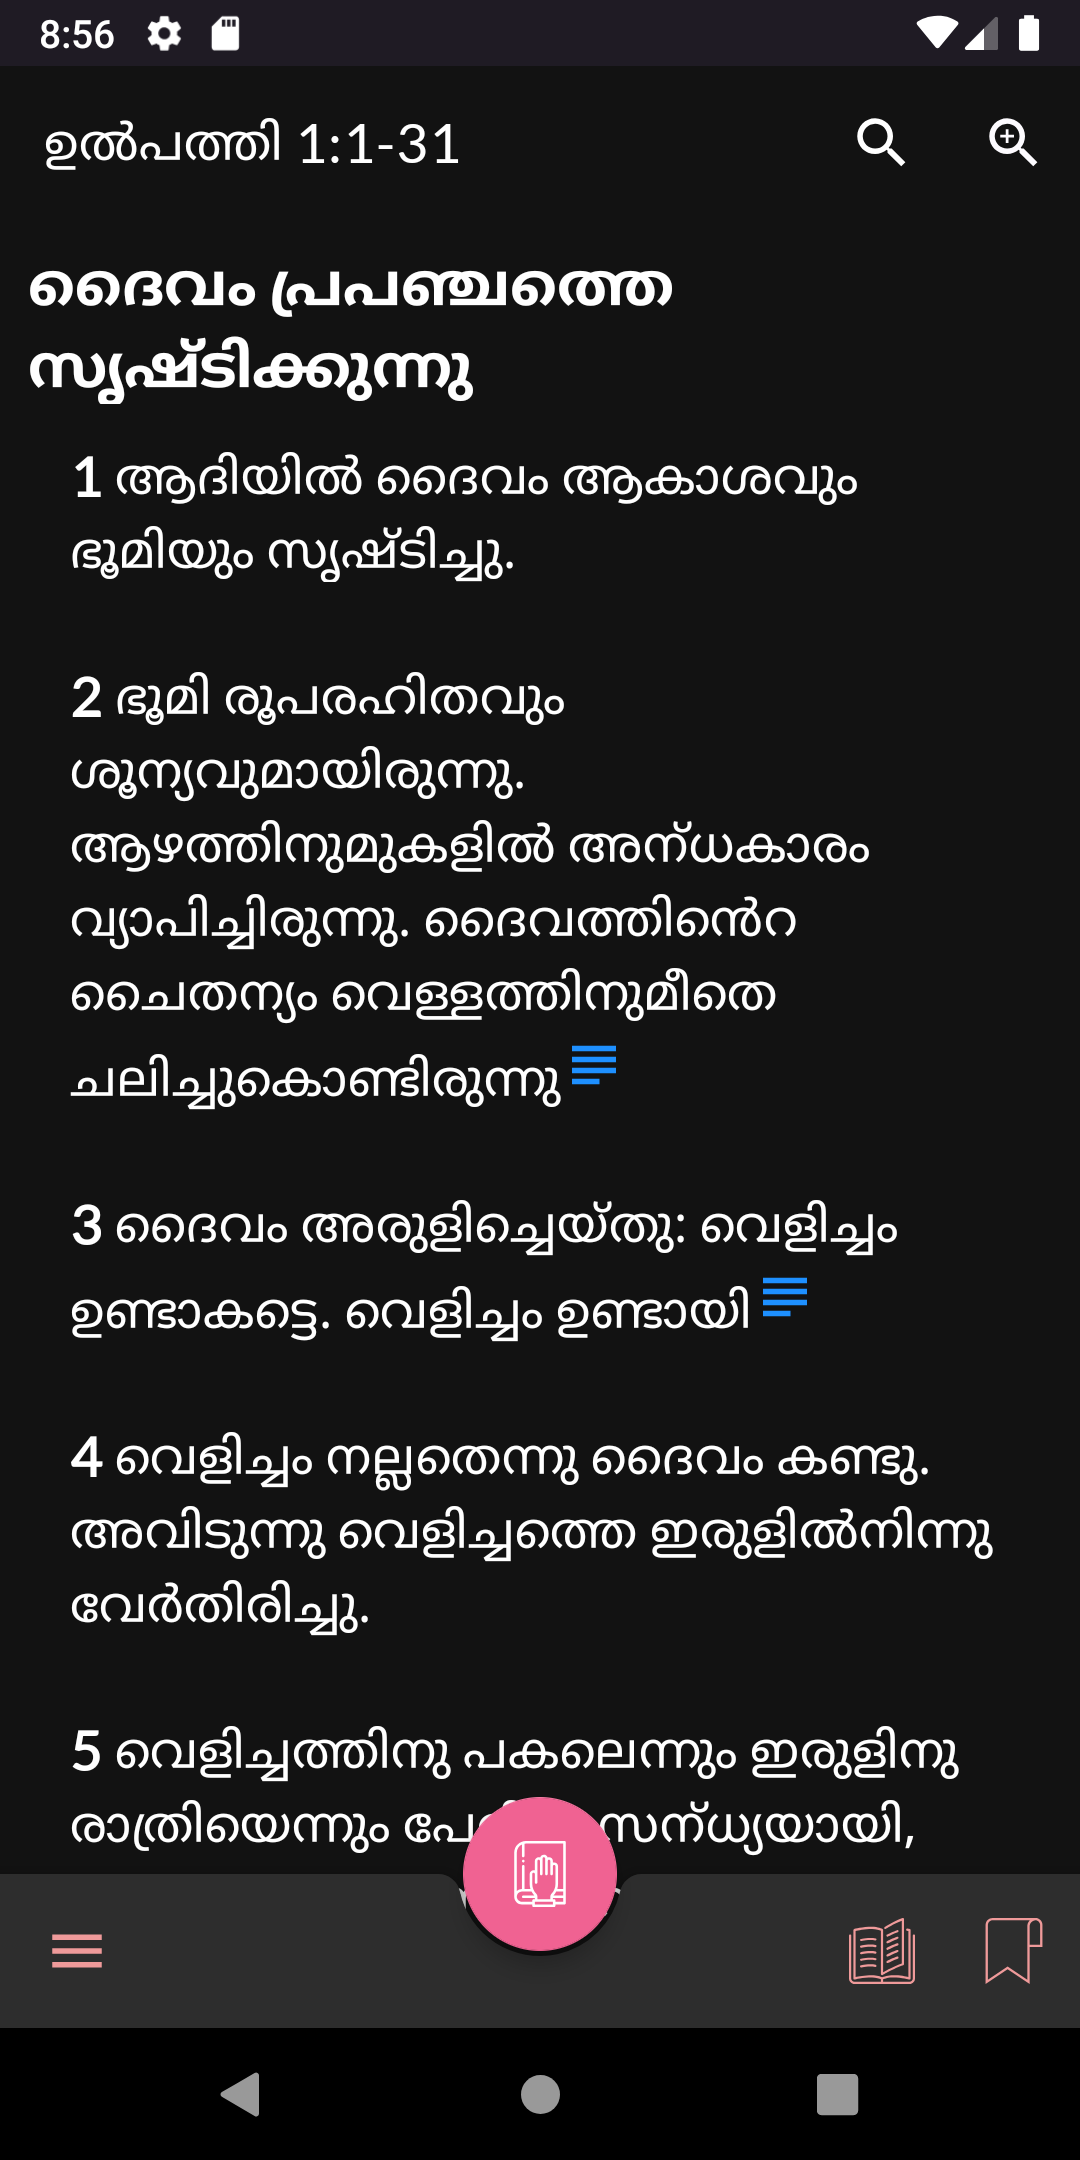 8:56
ഉൽപത്തി 1:1-31
ദൈവം പ്രപഞ്ചത്തെ
സൃഷ്ടിക്കുന്നു
1 ആദിയിൽ ദൈവം ആകാശവും
ഭൂമിയും സൃഷ്ടിച്ചു.
2 ഭൂമി രൂപരഹിതവും
ശൂന്യവുമായിരുന്നു.
ആഴത്തിനുമുകളിൽ അന്ധകാരം
വ്യാപിച്ചിരുന്നു. ദൈവത്തിൻെറ
ചൈതന്യം വെള്ളത്തിനുമീതെ
ചലിച്ചുകൊണ്ടിരുന്നു
3 ദൈവം അരുളിച്ചെയ്തു: വെളിച്ചം
ഉണ്ടാകട്ടെ. വെളിച്ചം ഉണ്ടായി
4 വെളിച്ചം നല്ലതെന്നു ദൈവം കണ്ടു.
അവിടുന്നു വെളിച്ചത്തെ ഇരുളിൽനിന്നു
വേർതിരിച്ചു.
5 വെളിച്ചത്തിനു പകലെന്നും ഇരുളിനു
രാത്രിയെന്നും സന്ധ്യയായി,